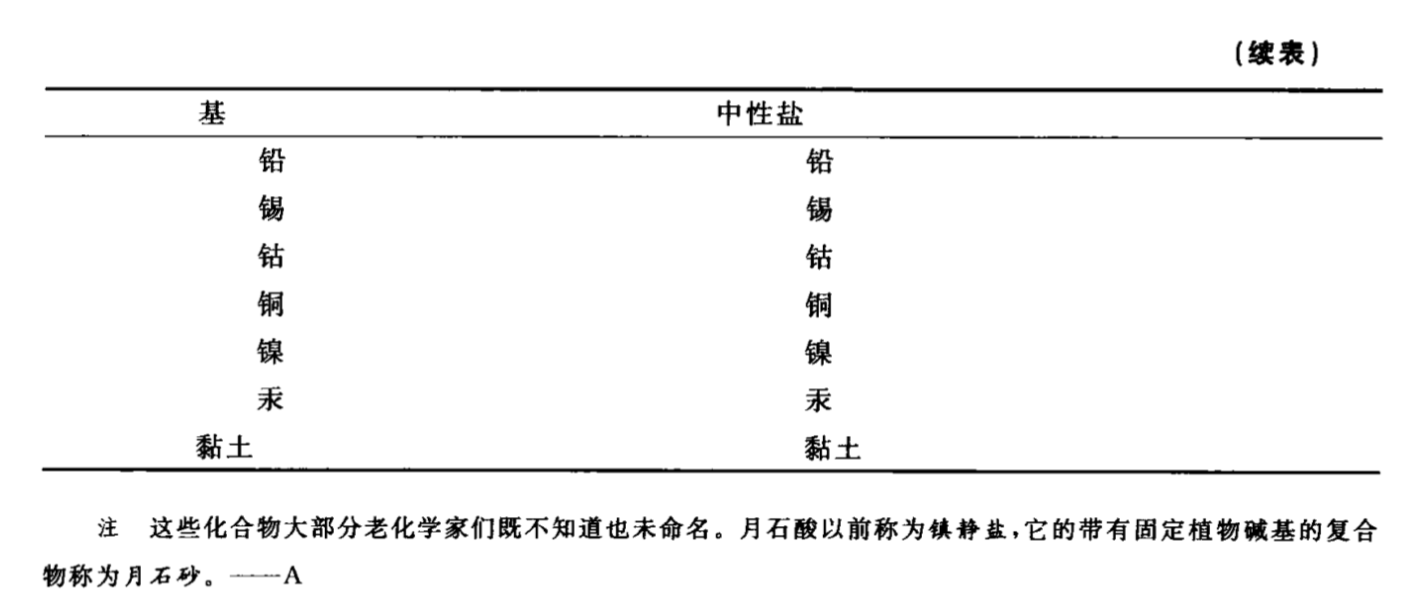 (续表)
基 中性盐
铅 铅
锡 锡
钴 钴
铜 铜
镍 镍
汞 汞
黏土 黏土
注 这些化合物大部分老化学家们既不知道也未命名。月石酸以前称为镇静盐,它的带有固定植物碱基的复合
物称为月石砂。——A